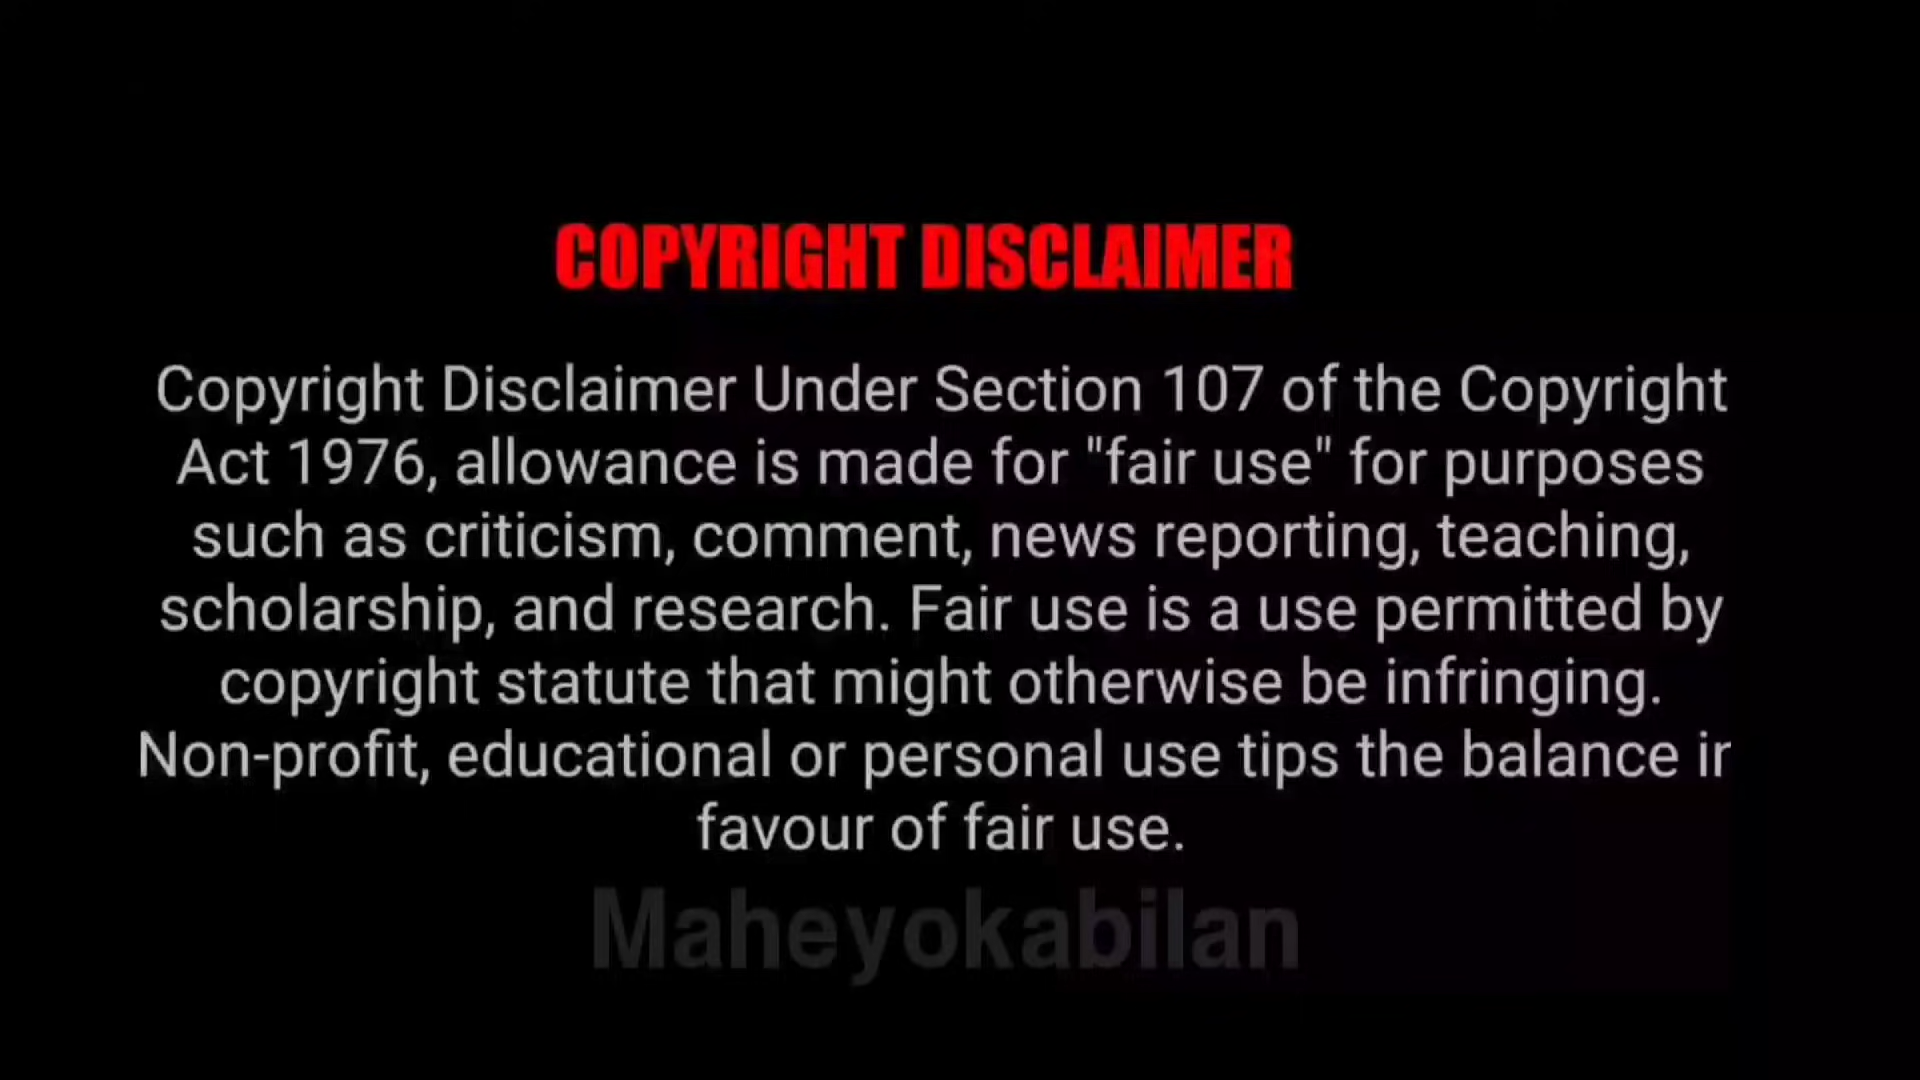 COPYRIGHT DISCLAIMER
Copyright Disclaimer Under Section 107 of the Copyright
Act 1976, allowance is made for "fair use" for purposes
such as criticism, comment, news reporting, teaching,
scholarship, and research. Fair use is a use permitted by
copyright statute that might otherwise be infringing.
Non-profit, educational or personal use tips the balance in
favour of fair use.
Maheyokabilan